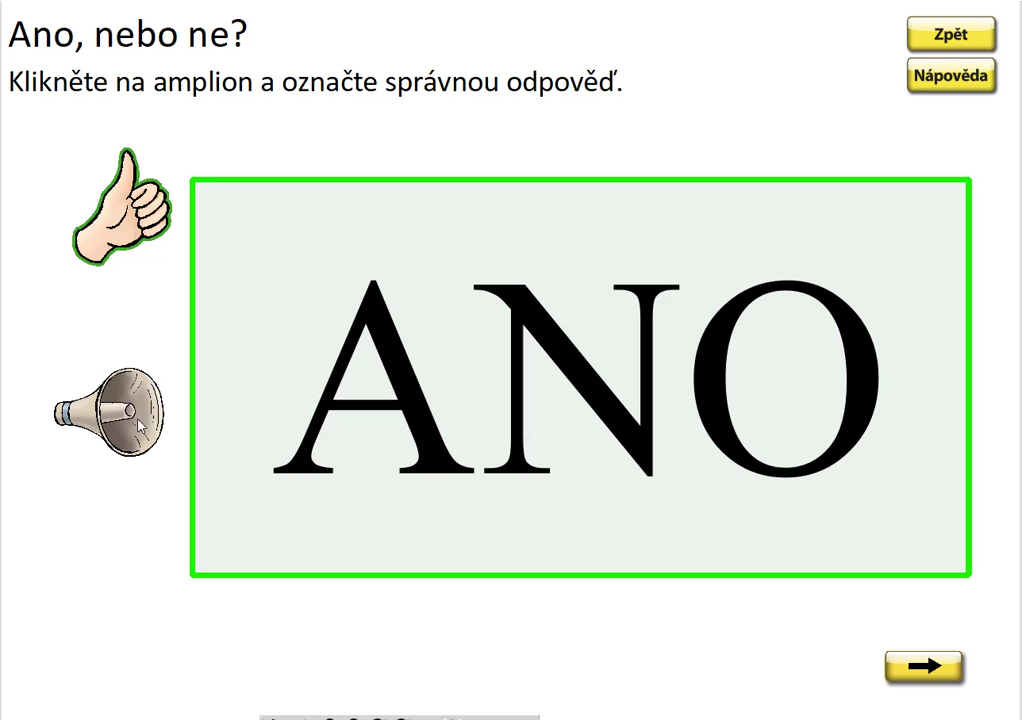 Ano, nebo ne?
Zpět
Klikněte na amplion a označte správnou odpověď.
Nápověda
ANO